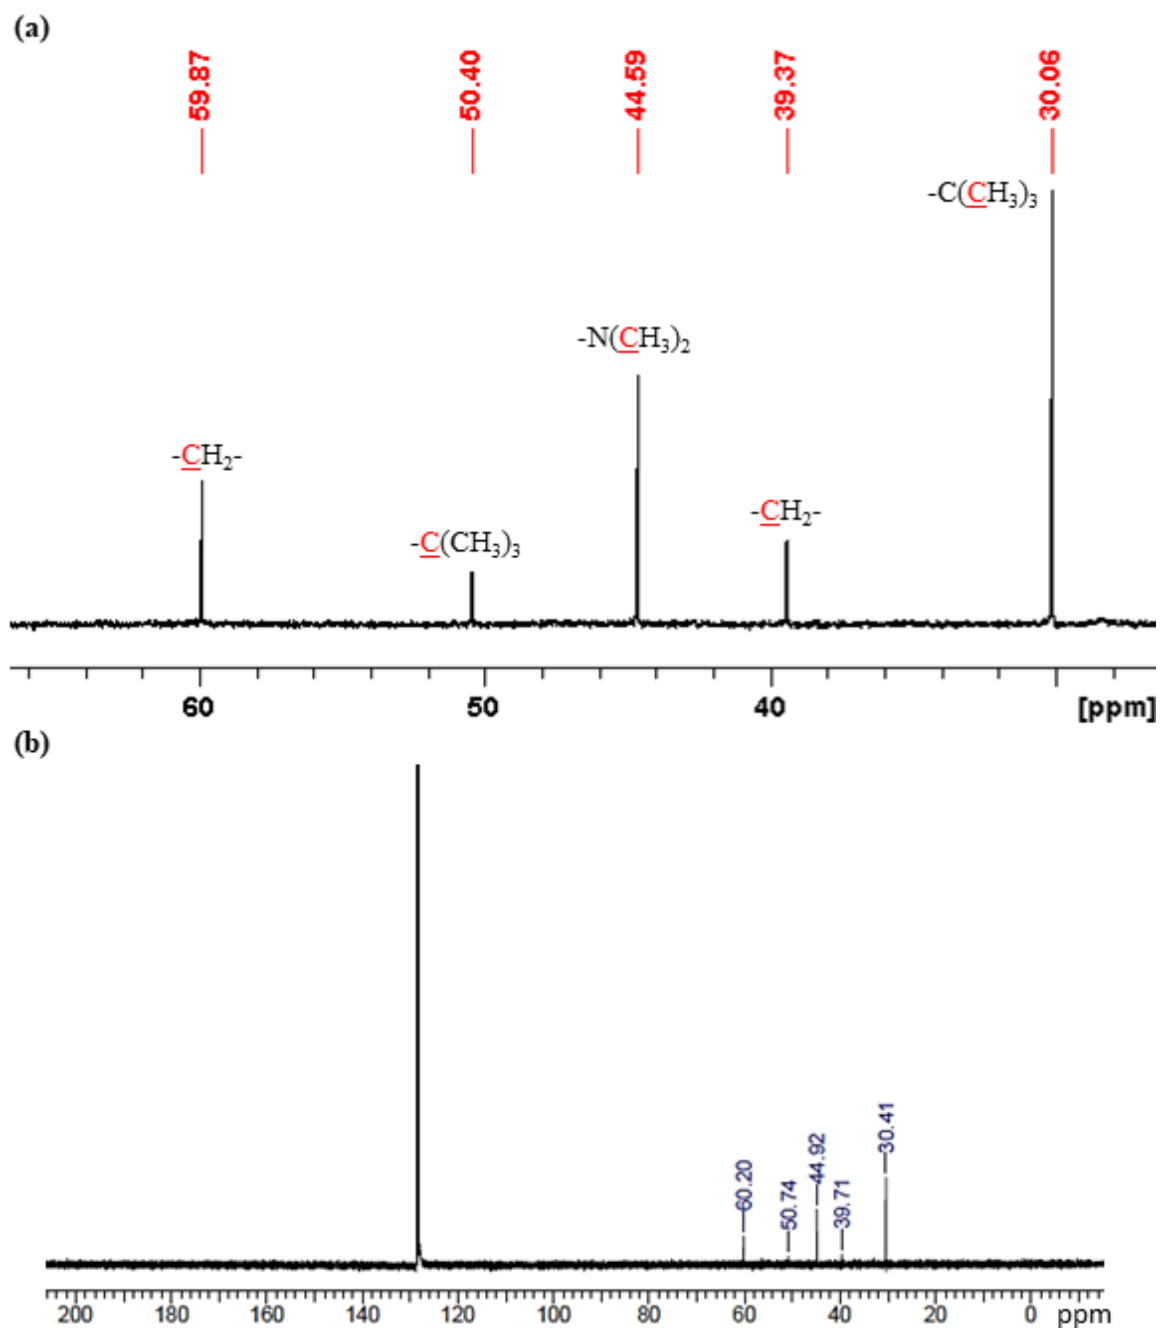 (a)
59.87 50.40 44.59 39.37 30.06
-C(CH₃)₃
-N(CH₃)₂
-CH₂-
-CH₂-
-C(CH₃)₃
60 50 40 [ppm]
(b)
60.20 50.74 44.92 39.71 30.41
200 180 160 140 120 100 80 60 40 20 0 ppm